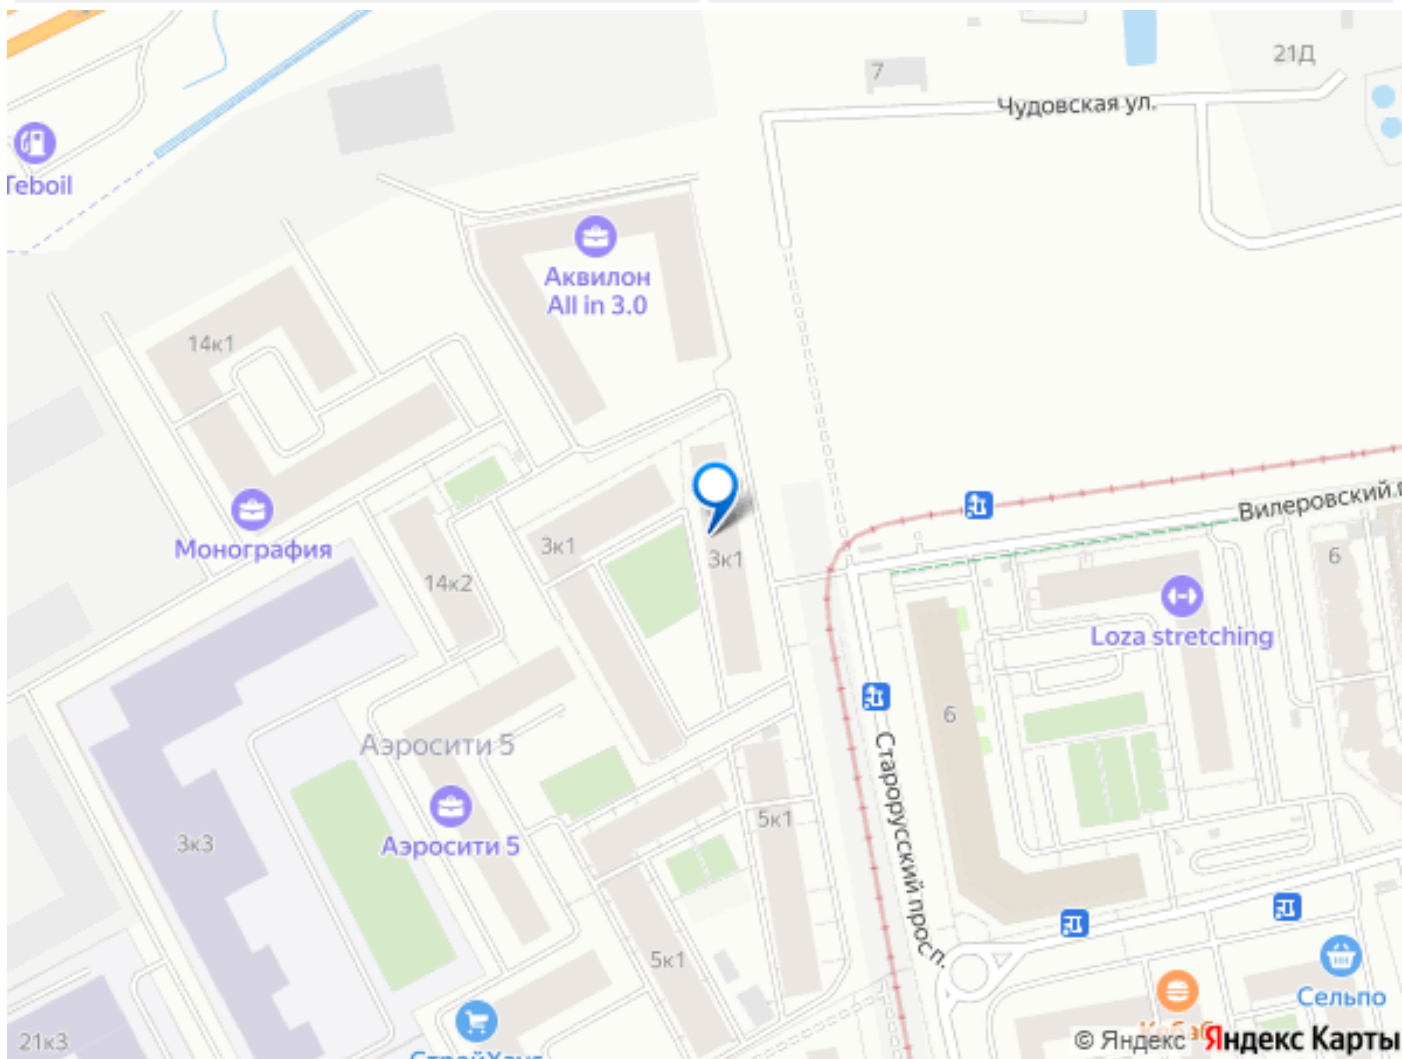 21Д
7
Чудовская ул.
Teboil
Аквилон
All in 3.0
14к1
Вилеровский
Монография
3к1
3к1
6
14к2
Loza stretching
6
Аэросити 5
Старорусский просп.
5к1
3к3
Аэросити 5
5к1
Сельпо
21к3
© Яндекс Яндекс Карты